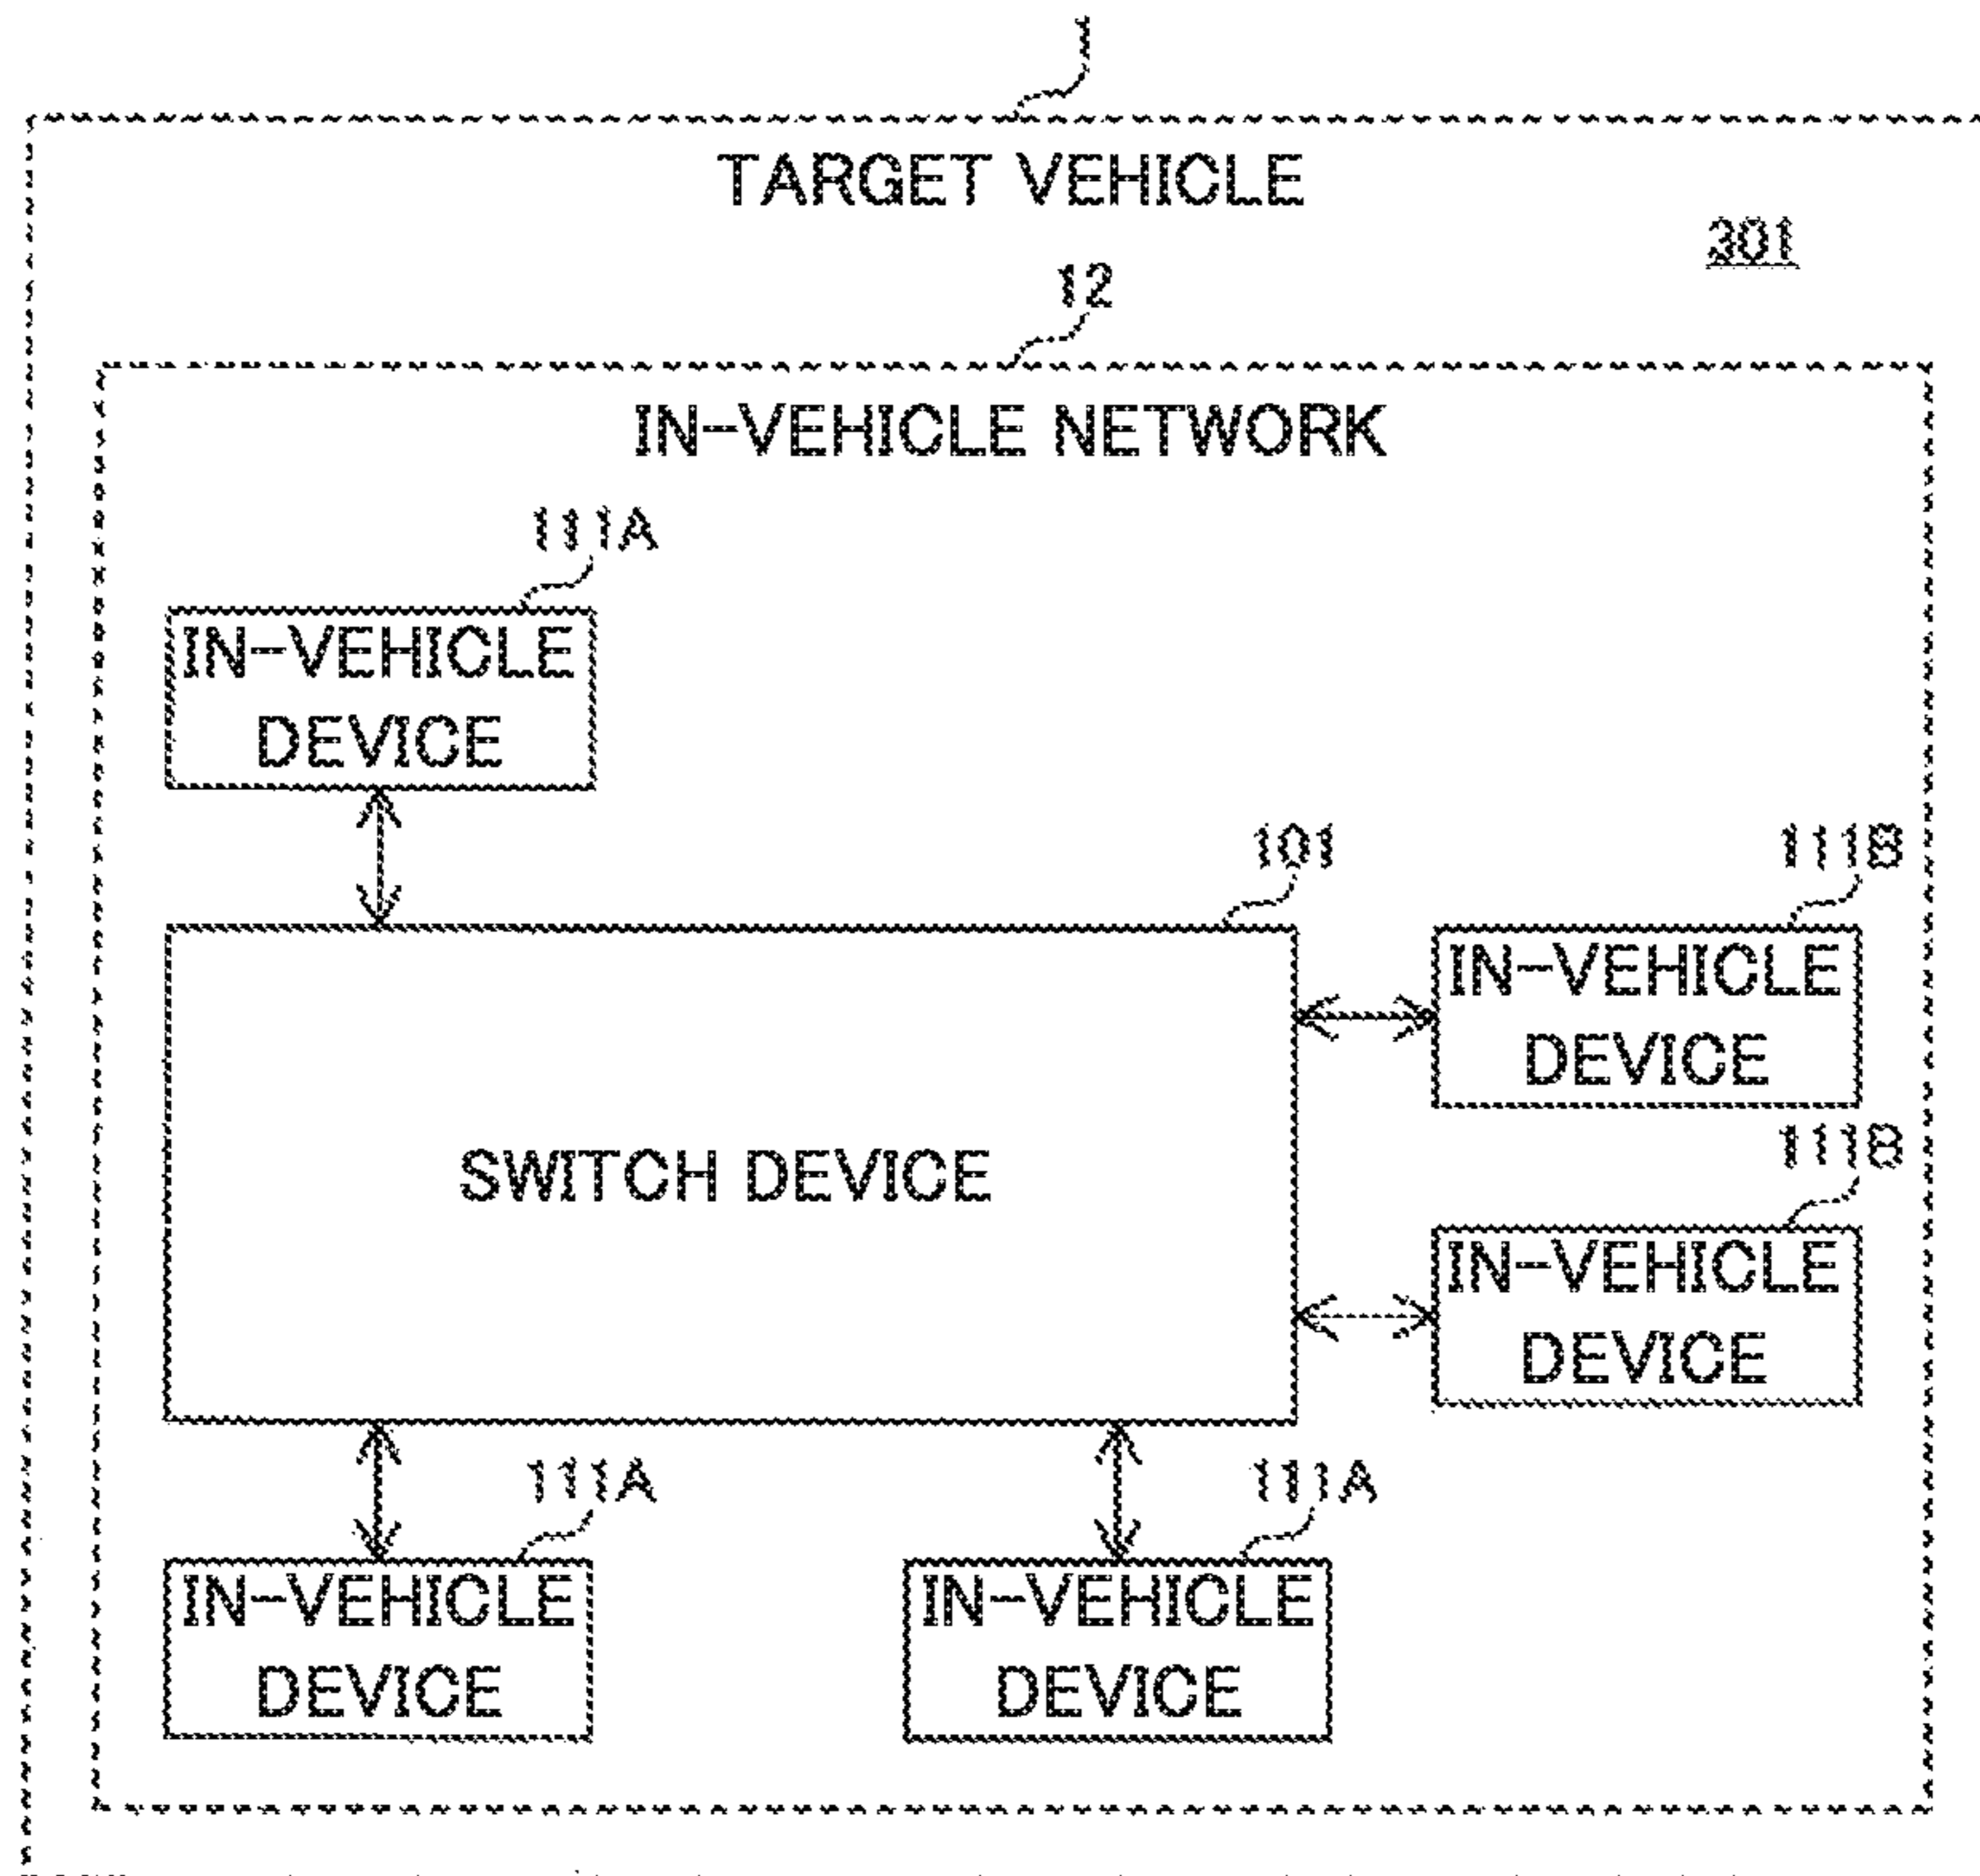 1
TARGET VEHICLE
301
12
IN-VEHICLE NETWORK
111A
IN-VEHICLE
DEVICE
101
111B
IN-VEHICLE
DEVICE
SWITCH DEVICE
111B
IN-VEHICLE
DEVICE
111A
111A
IN-VEHICLE
DEVICE
IN-VEHICLE
DEVICE